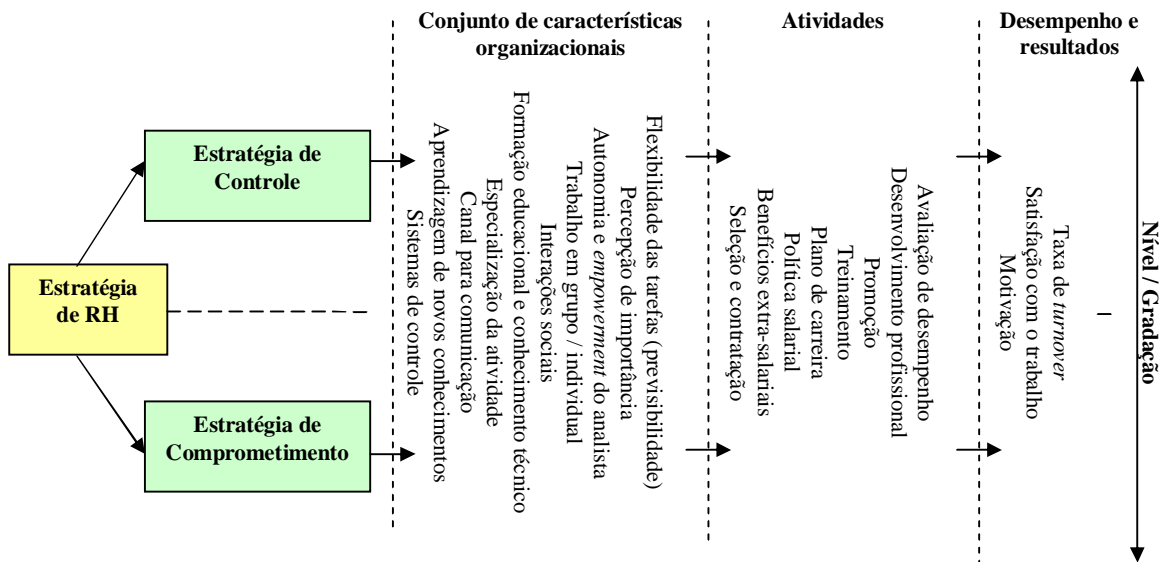 Conjunto de características
organizacionais
Atividades
Desempenho e
resultados
Estratégia de
Controle
Estratégia
de RH
Estratégia de
Comprometimento
Flexibilidade das tarefas (previsibilidade)
Percepção de importância
Autonomia e empowerment do analista
Trabalho em grupo / individual
Interações sociais
Formação educacional e conhecimento técnico
Especialização da atividade
Canal para comunicação
Aprendizagem de novos conhecimentos
Sistemas de controle
Avaliação de desempenho
Desenvolvimento profissional
Promoção
Treinamento
Plano de carreira
Política salarial
Benefícios extra-salariais
Seleção e contratação
Taxa de turnover
Satisfação com o trabalho
Motivação
Nível / Gradação